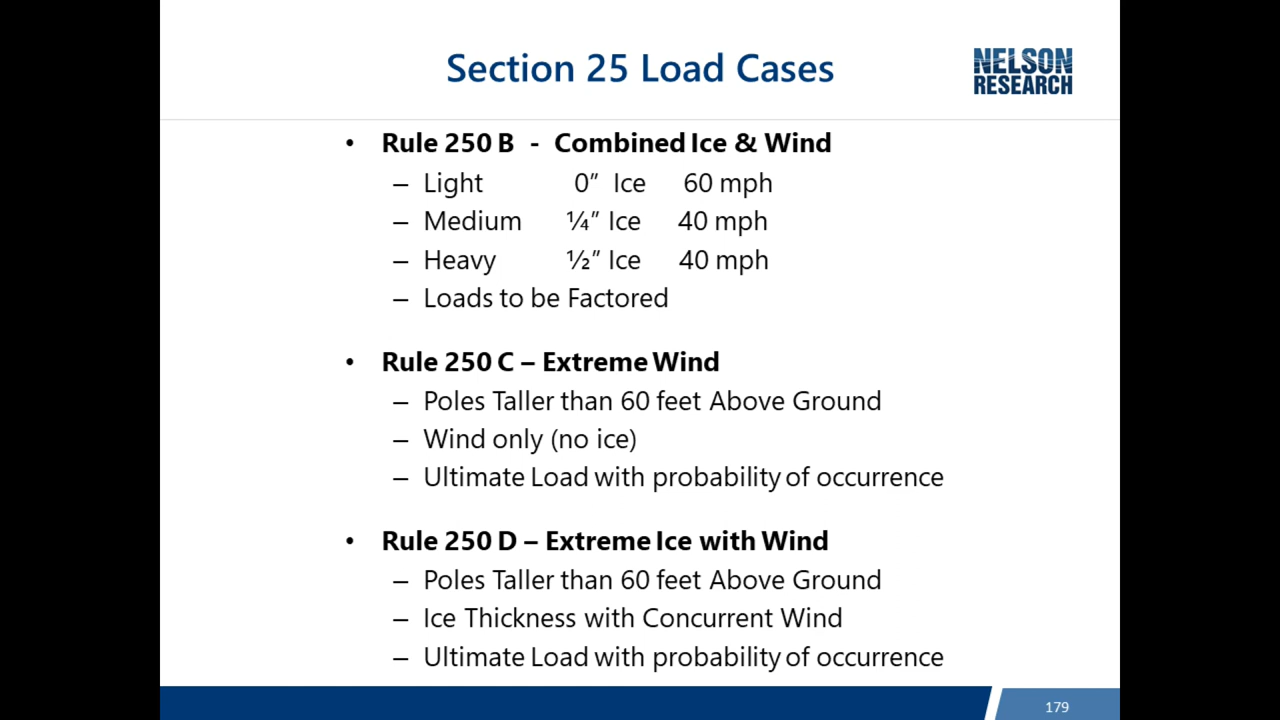 Section 25 Load Cases
NELSON
RESEARCH
• Rule 250 B - Combined Ice & Wind
– Light 0” Ice 60 mph
– Medium ¼” Ice 40 mph
– Heavy ½” Ice 40 mph
– Loads to be Factored
• Rule 250 C – Extreme Wind
– Poles Taller than 60 feet Above Ground
– Wind only (no ice)
– Ultimate Load with probability of occurrence
• Rule 250 D – Extreme Ice with Wind
– Poles Taller than 60 feet Above Ground
– Ice Thickness with Concurrent Wind
– Ultimate Load with probability of occurrence
179